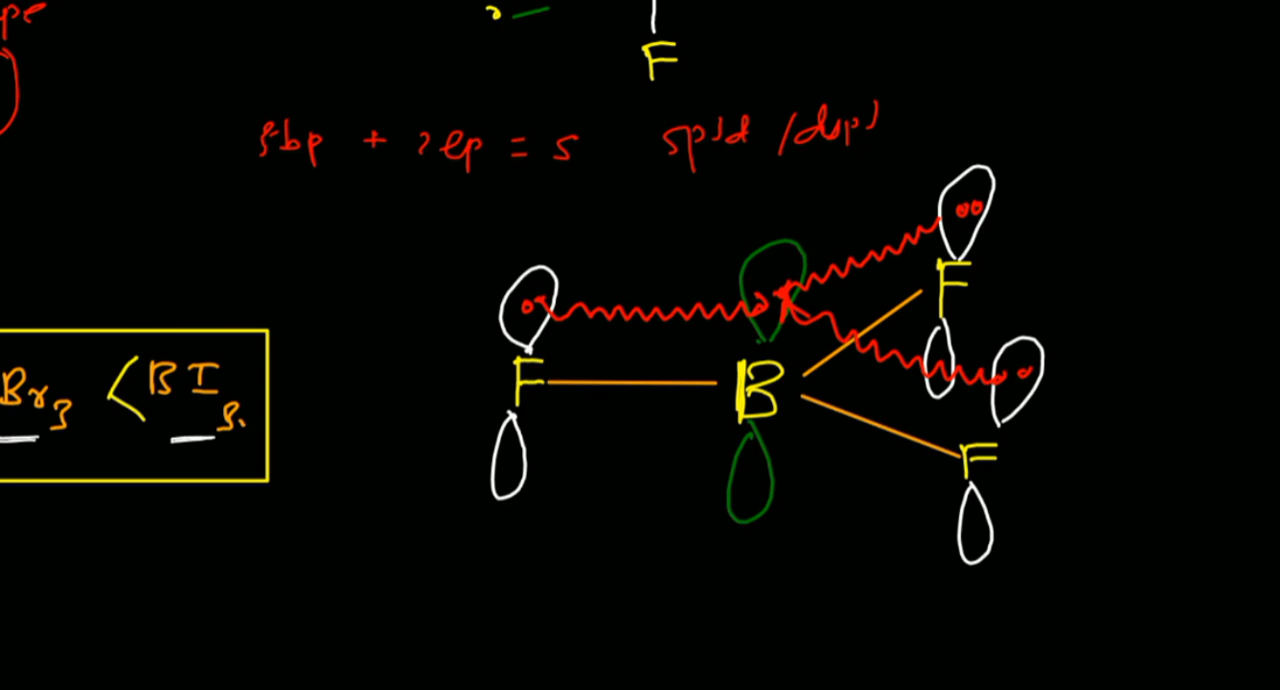 pe
F
3bp + 2lp = 5 sp3d / dsp3
F
F B
Br3 < BI3.
F